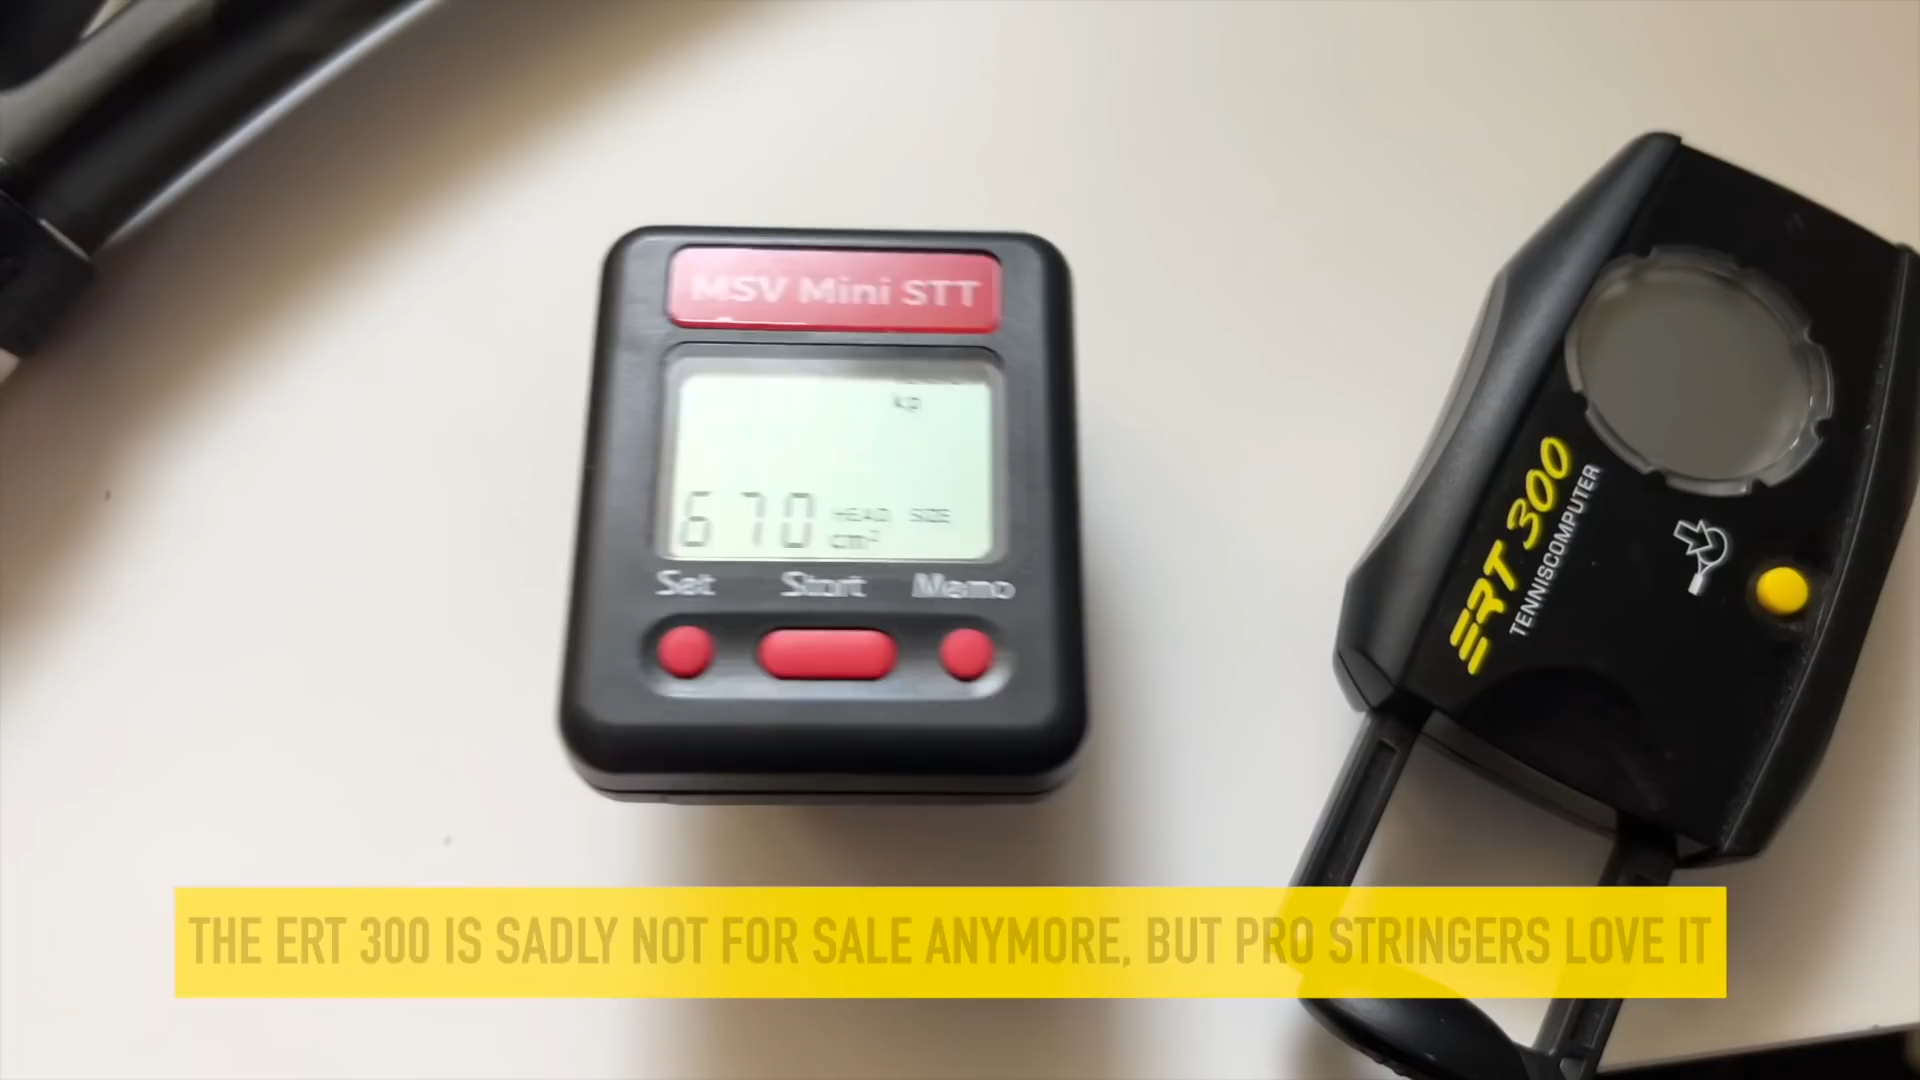 MSV Mini STT
kp
670 HEAD SIZE
cm²
Set Start Memo
ERT 300
TENNISCOMPUTER
THE ERT 300 IS SADLY NOT FOR SALE ANYMORE, BUT PRO STRINGERS LOVE IT